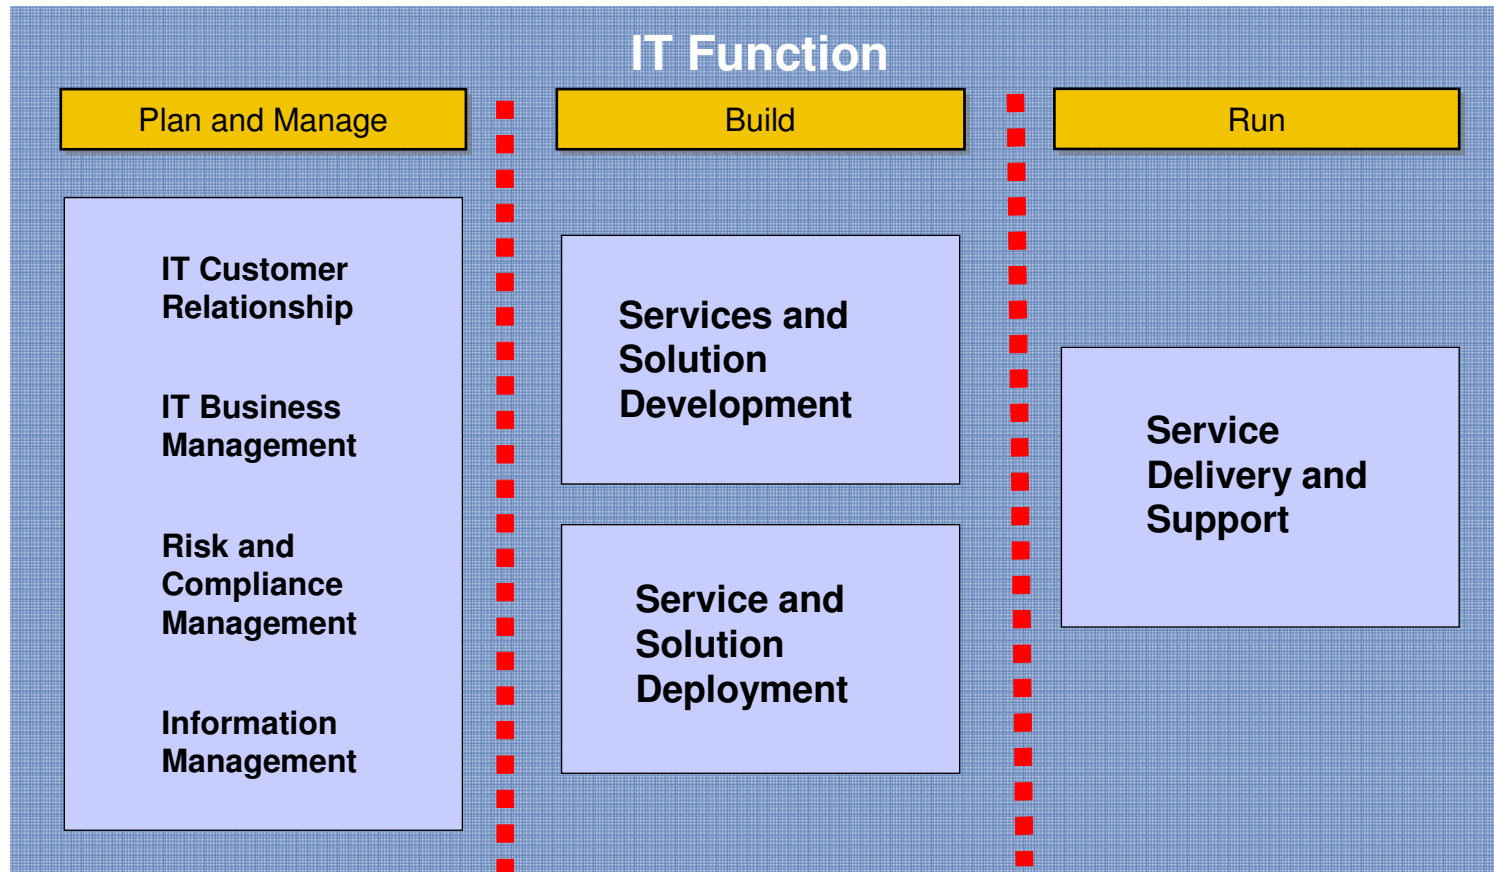 IT Function
Plan and Manage
Build
Run
IT Customer
Relationship
IT Business
Management
Risk and
Compliance
Management
Information
Management
Services and
Solution
Development
Service and
Solution
Deployment
Service
Delivery and
Support